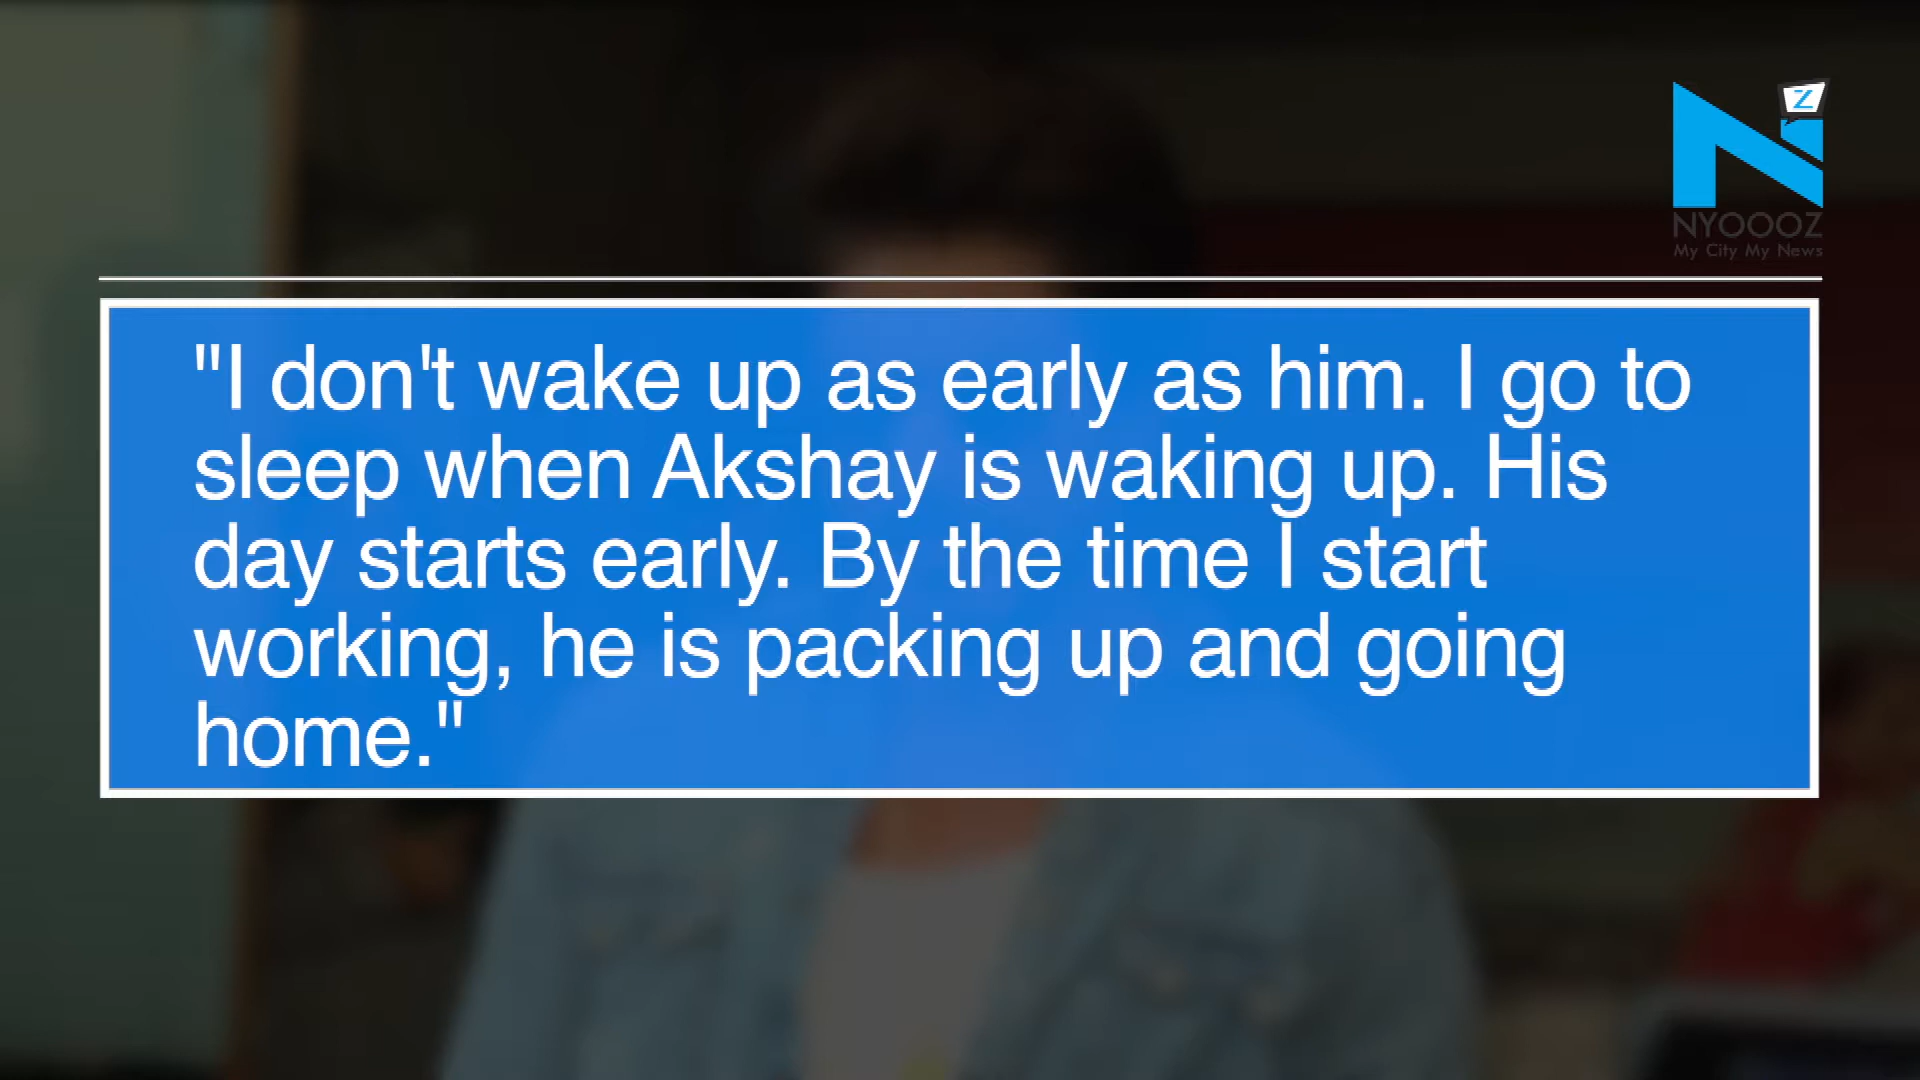 Z
NYOOOZ
My City My News
"I don't wake up as early as him. I go to
sleep when Akshay is waking up. His
day starts early. By the time I start
working, he is packing up and going
home."